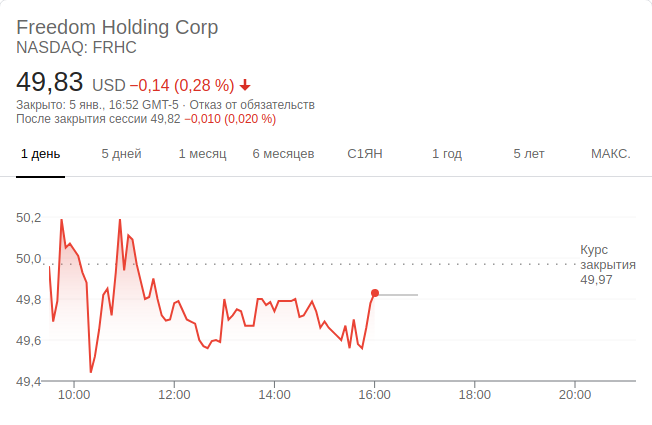 Freedom Holding Corp
NASDAQ: FRHC
49,83 USD −0,14 (0,28 %)
Закрыто: 5 янв., 16:52 GMT-5 · Отказ от обязательств
После закрытия сессии 49,82 −0,010 (0,020 %)
1 день 5 дней 1 месяц 6 месяцев С1ЯН 1 год 5 лет МАКС.
50,2
50,0
49,8
49,6
49,4
Курс
закрытия
49,97
10:00 12:00 14:00 16:00 18:00 20:00